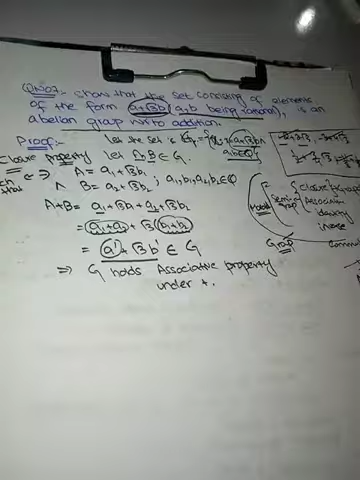 Q No 07:- Show that the set consisting of elements
of the form a+√3b (a,b being rational), is an
abelian group w.r.to addition.
Proof:- Let the set is G = {a+√3b
a,b∈Q}
Closure property Let A,B ∈ G.
A = a₁+√3b₁
B = a₂+√3b₂ ; a₁,b₁,a₂,b₂∈Q
A+B = a₁+√3b₁ + a₂+√3b₂
= (a₁+a₂)+√3(b₁+b₂)
= a'+√3b' ∈ G
⇒ G holds Associative property
under +.
Semi
group
Closure
Associative
identity
inverse
Group